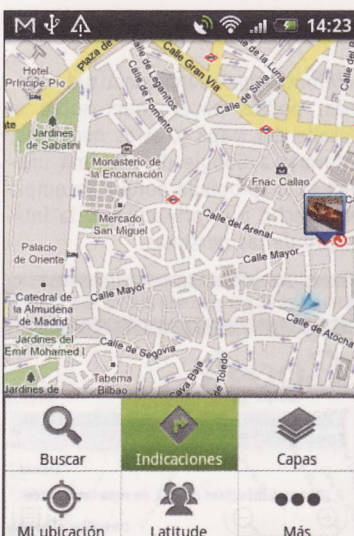 14:23
Plaza de
Calle Gran Vía
Calle de Leganitos
Calle de Fomento
Calle de Silva
Calle de la Luna
Hotel
Príncipe Pío
Jardines
de Sabatini
Monasterio de
la Encarnación
Fnac Callao
Mercado
San Miguel
Calle del Arenal
Palacio
de Oriente
Calle Mayor
Calle Mayor
Catedral de
la Almudena
de Madrid
Calle de Atocha
Jardines del
Emir Mohamed I
Calle de Segovia
Taberna
Bilbao
Cava Baja
de Toledo
Jardines de
Buscar
Indicaciones
Capas
Mi ubicación
Latitude
Más